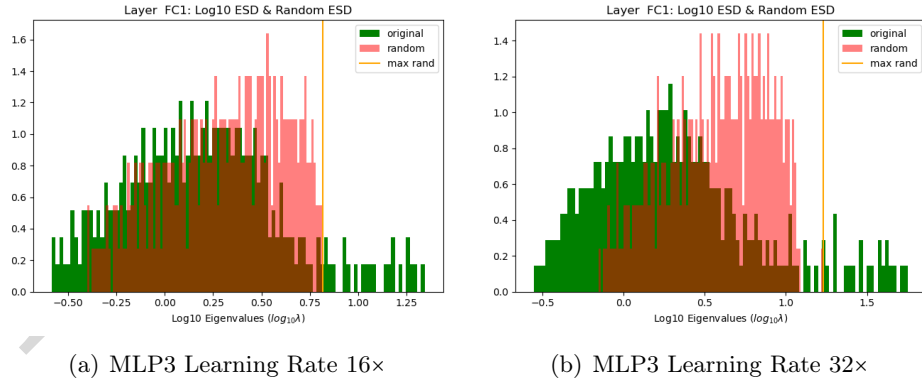 Layer FC1: Log10 ESD & Random ESD
original
random
max rand
1.6
1.4
1.2
1.0
0.8
0.6
0.4
0.2
0.0
−0.50
−0.25
0.00
0.25
0.50
0.75
1.00
1.25
Log10 Eigenvalues (log10λ)
(a) MLP3 Learning Rate 16×
Layer FC1: Log10 ESD & Random ESD
original
random
max rand
1.4
1.2
1.0
0.8
0.6
0.4
0.2
0.0
−0.5
0.0
0.5
1.0
1.5
Log10 Eigenvalues (log10λ)
(b) MLP3 Learning Rate 32×